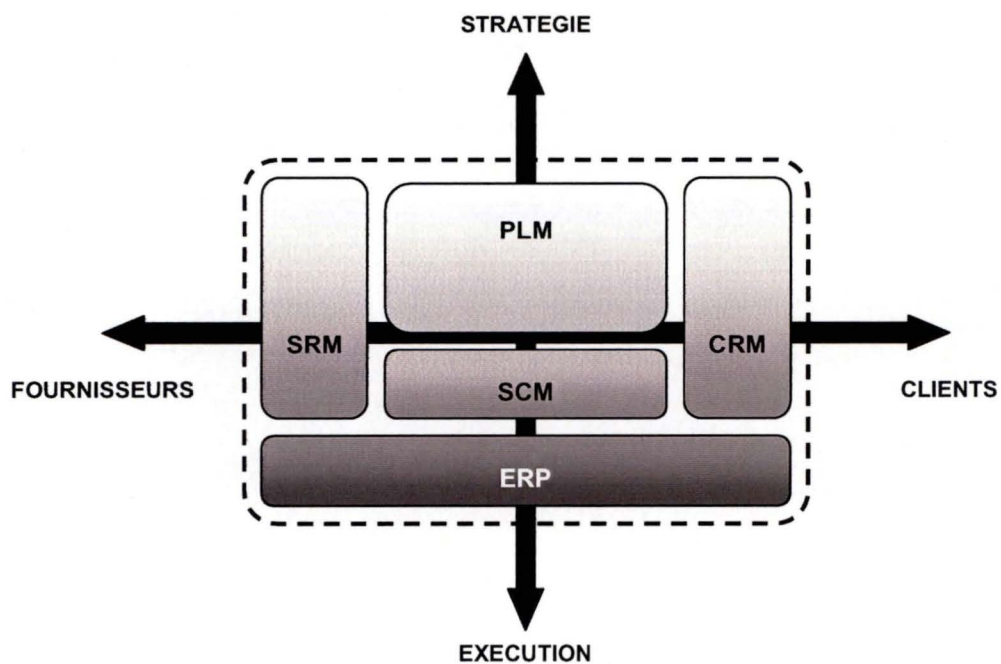 STRATEGIE
PLM
SRM
CRM
FOURNISSEURS
SCM
CLIENTS
ERP
EXECUTION